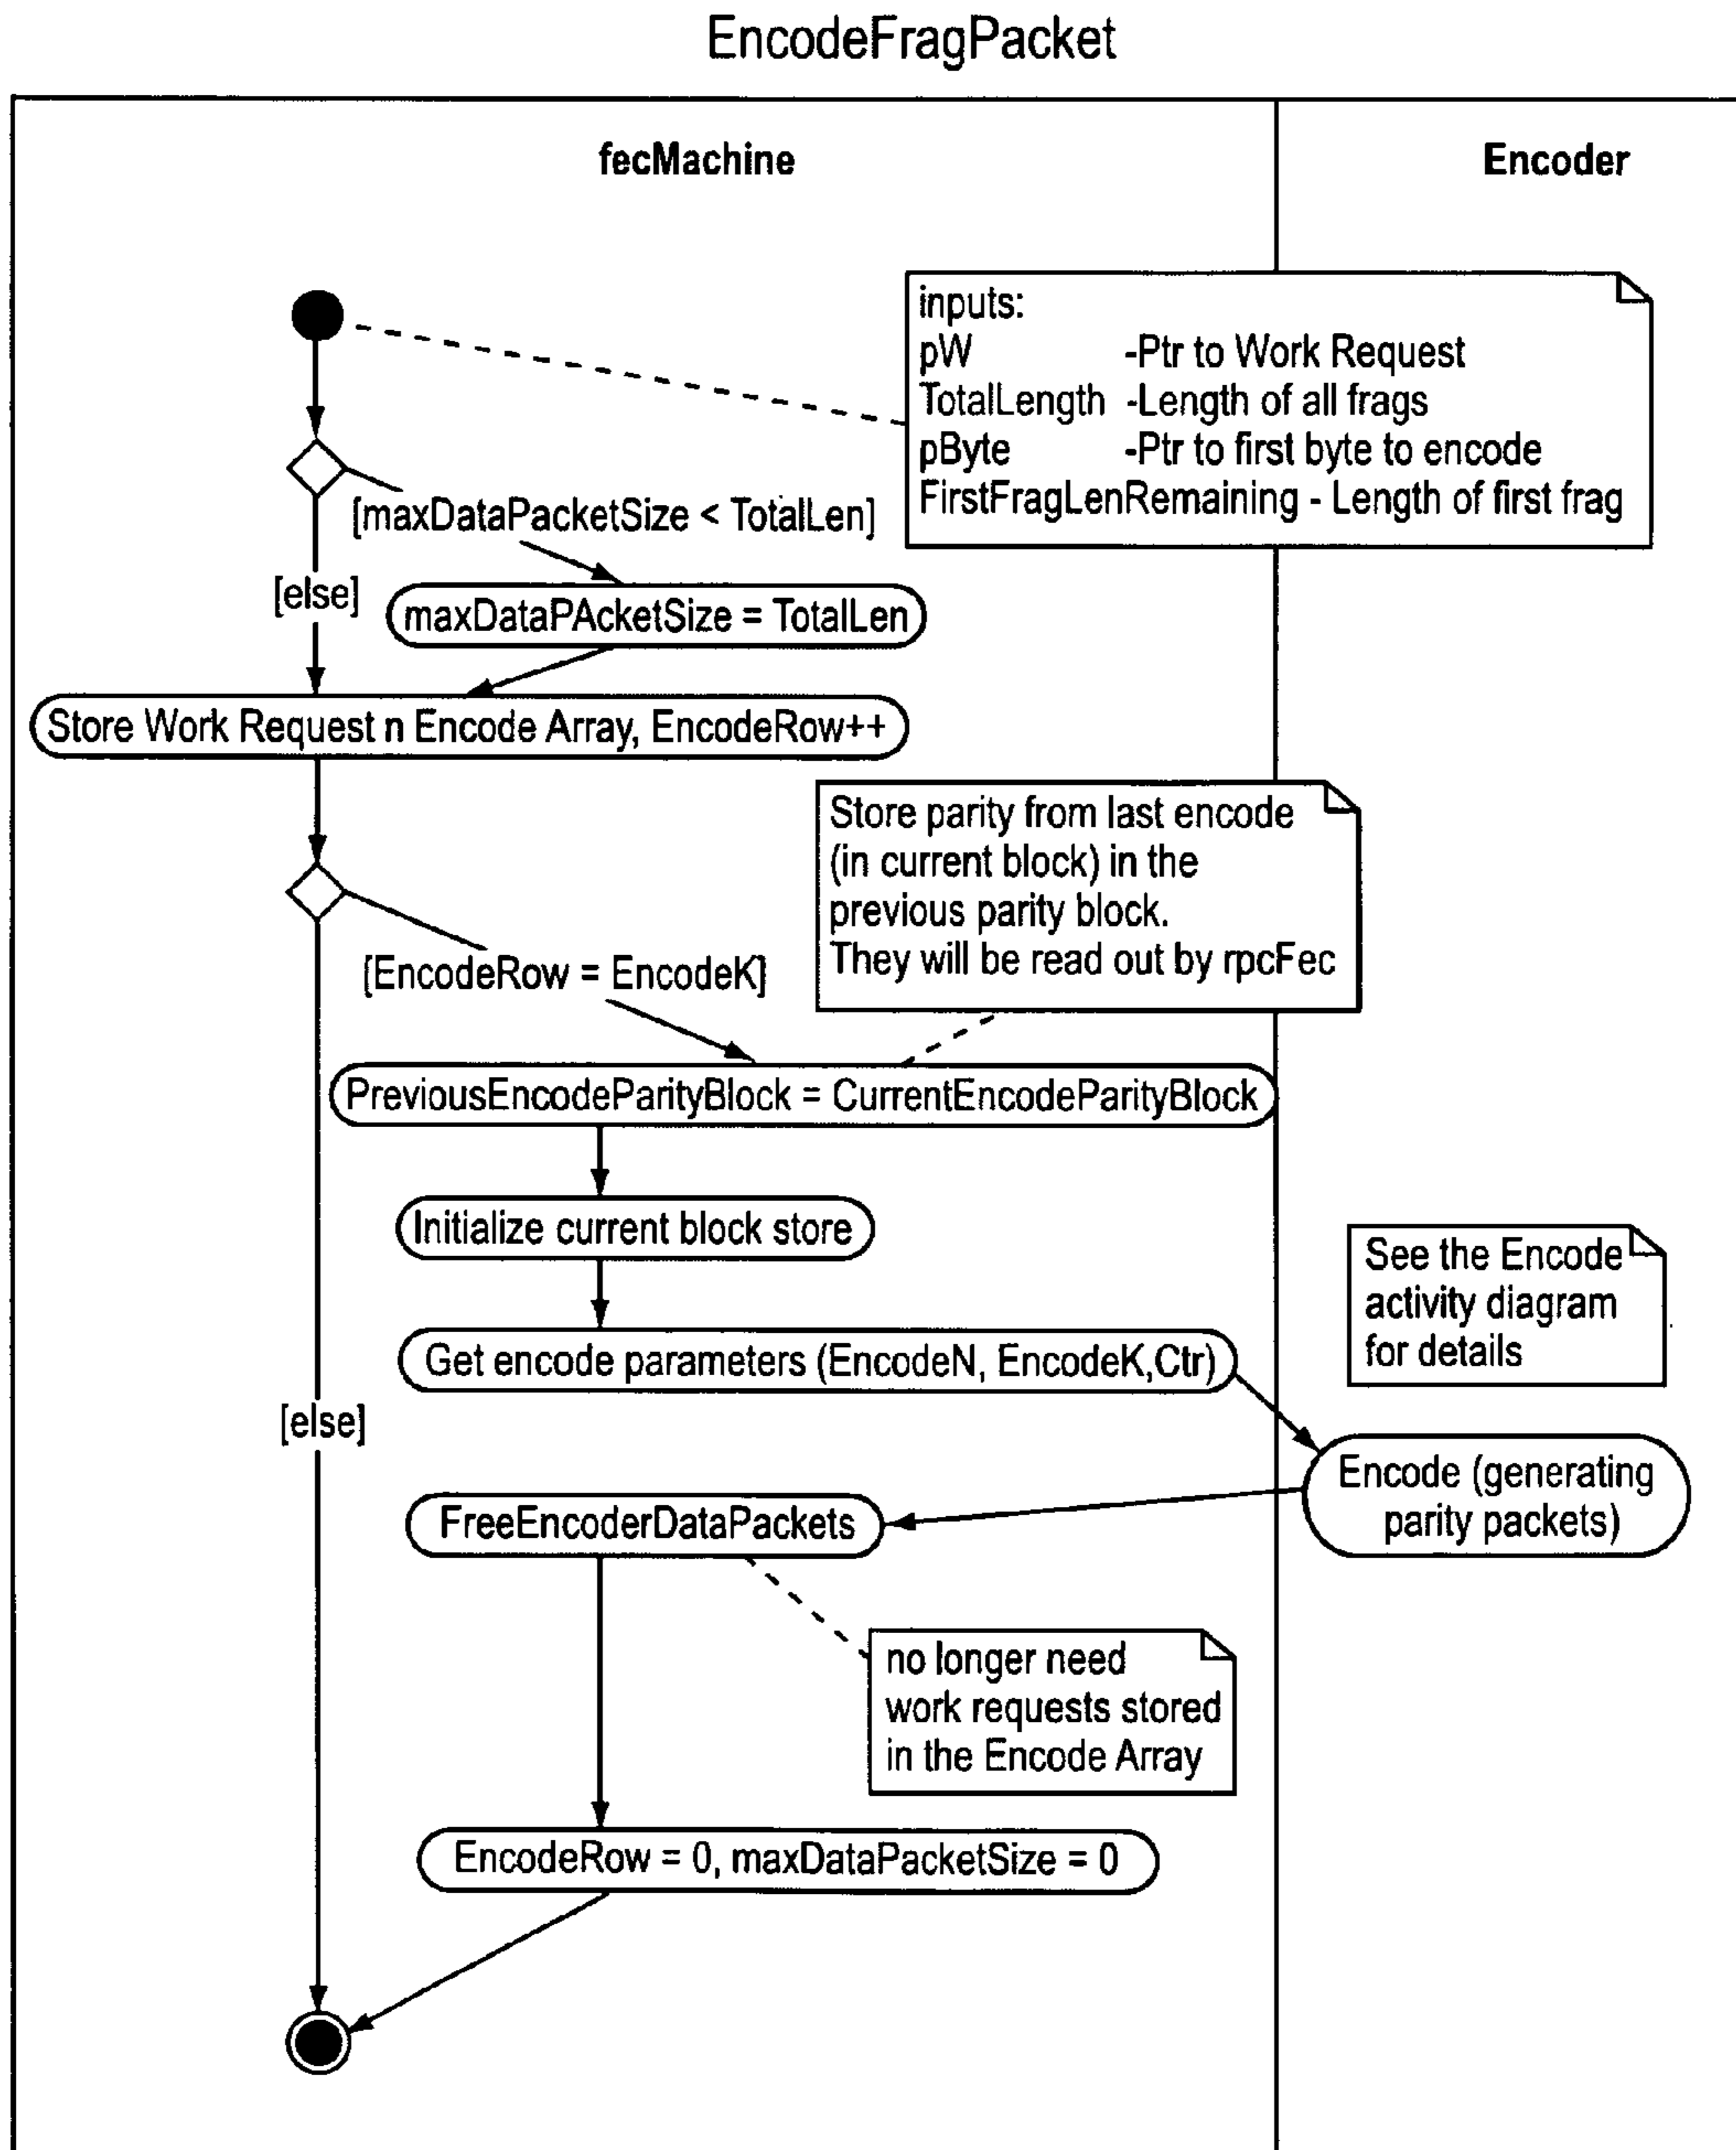 EncodeFragPacket
fecMachine
Encoder
inputs:
pW -Ptr to Work Request
TotalLength -Length of all frags
pByte -Ptr to first byte to encode
FirstFragLenRemaining - Length of first frag
[maxDataPacketSize < TotalLen]
[else]
maxDataPAcketSize = TotalLen
Store Work Request n Encode Array, EncodeRow++
Store parity from last encode
(in current block) in the
previous parity block.
They will be read out by rpcFec
[EncodeRow = EncodeK]
PreviousEncodeParityBlock = CurrentEncodeParityBlock
Initialize current block store
See the Encode
activity diagram
for details
Get encode parameters (EncodeN, EncodeK,Ctr)
[else]
Encode (generating
parity packets)
FreeEncoderDataPackets
no longer need
work requests stored
in the Encode Array
EncodeRow = 0, maxDataPacketSize = 0